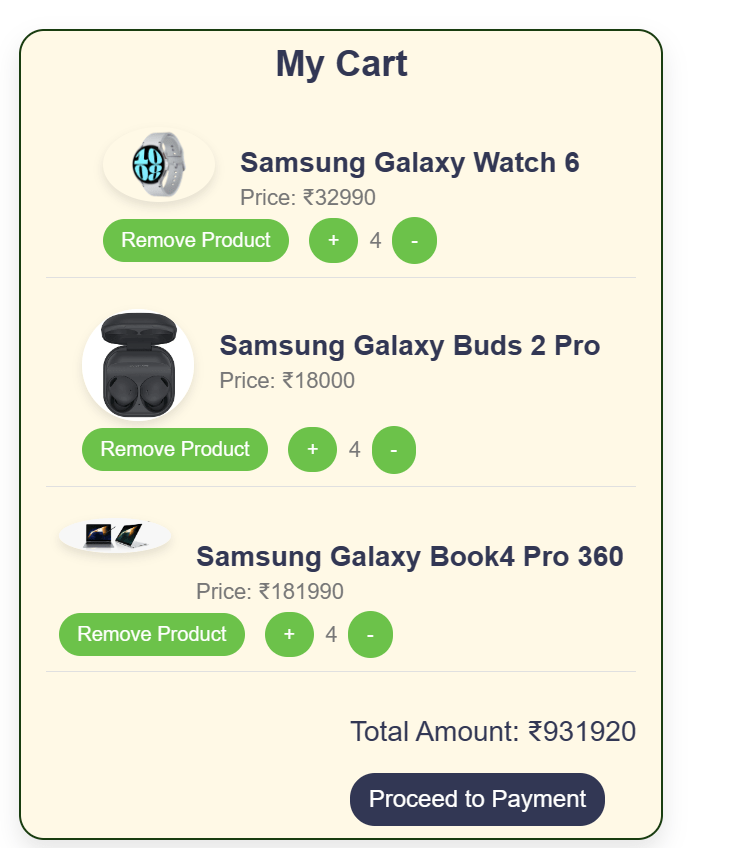 My Cart
Samsung Galaxy Watch 6
Price: ₹32990
Remove Product + 4 -
Samsung Galaxy Buds 2 Pro
Price: ₹18000
Remove Product + 4 -
Samsung Galaxy Book4 Pro 360
Price: ₹181990
Remove Product + 4 -
Total Amount: ₹931920
Proceed to Payment